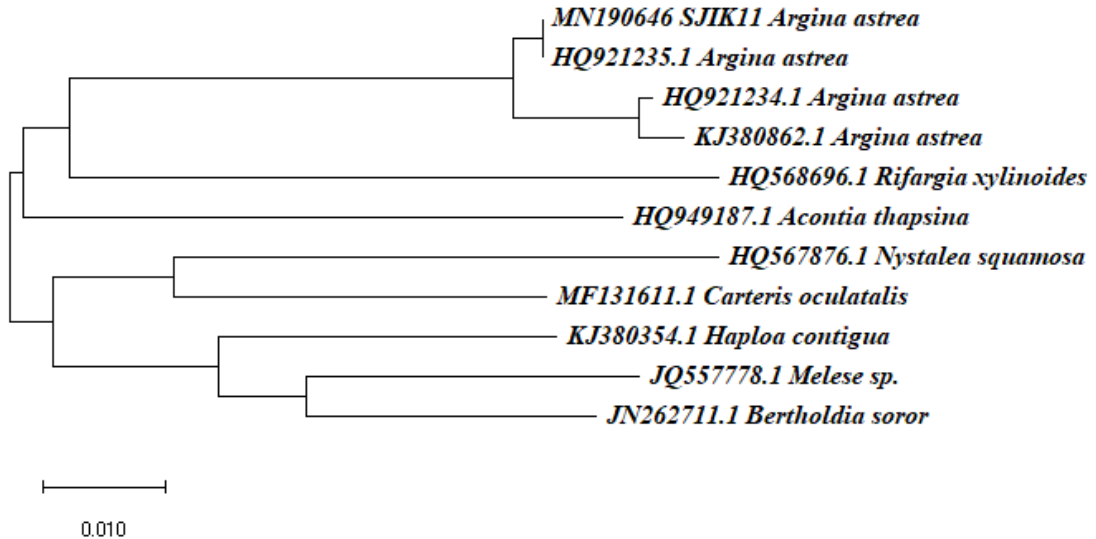 MN190646 SJIK11 Argina astrea
HQ921235.1 Argina astrea
HQ921234.1 Argina astrea
KJ380862.1 Argina astrea
HQ568696.1 Rifargia xylinoides
HQ949187.1 Acontia thapsina
HQ567876.1 Nystalea squamosa
MF131611.1 Carteris oculatalis
KJ380354.1 Haploa contigua
JQ557778.1 Melese sp.
JN262711.1 Bertholdia soror
0.010